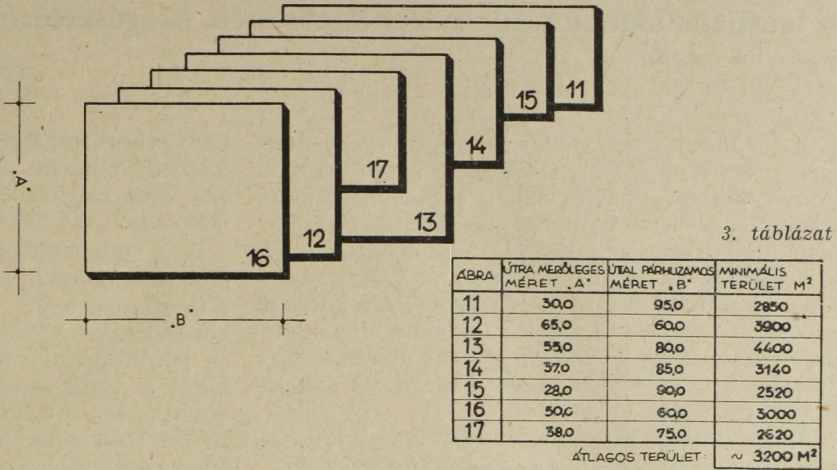 11
15
14
17
13
12
16
„A"
„B"
3. táblázat
ÁBRA ÚTRA MERŐLEGES MÉRET „A" ÚTTAL PÁRHUZAMOS MÉRET „B" MINIMÁLIS TERÜLET M²
11 30,0 95,0 2850
12 65,0 60,0 3900
13 55,0 80,0 4400
14 37,0 85,0 3140
15 28,0 90,0 2520
16 50,0 60,0 3000
17 38,0 75,0 2620
ÁTLAGOS TERÜLET: ~ 3200 M²